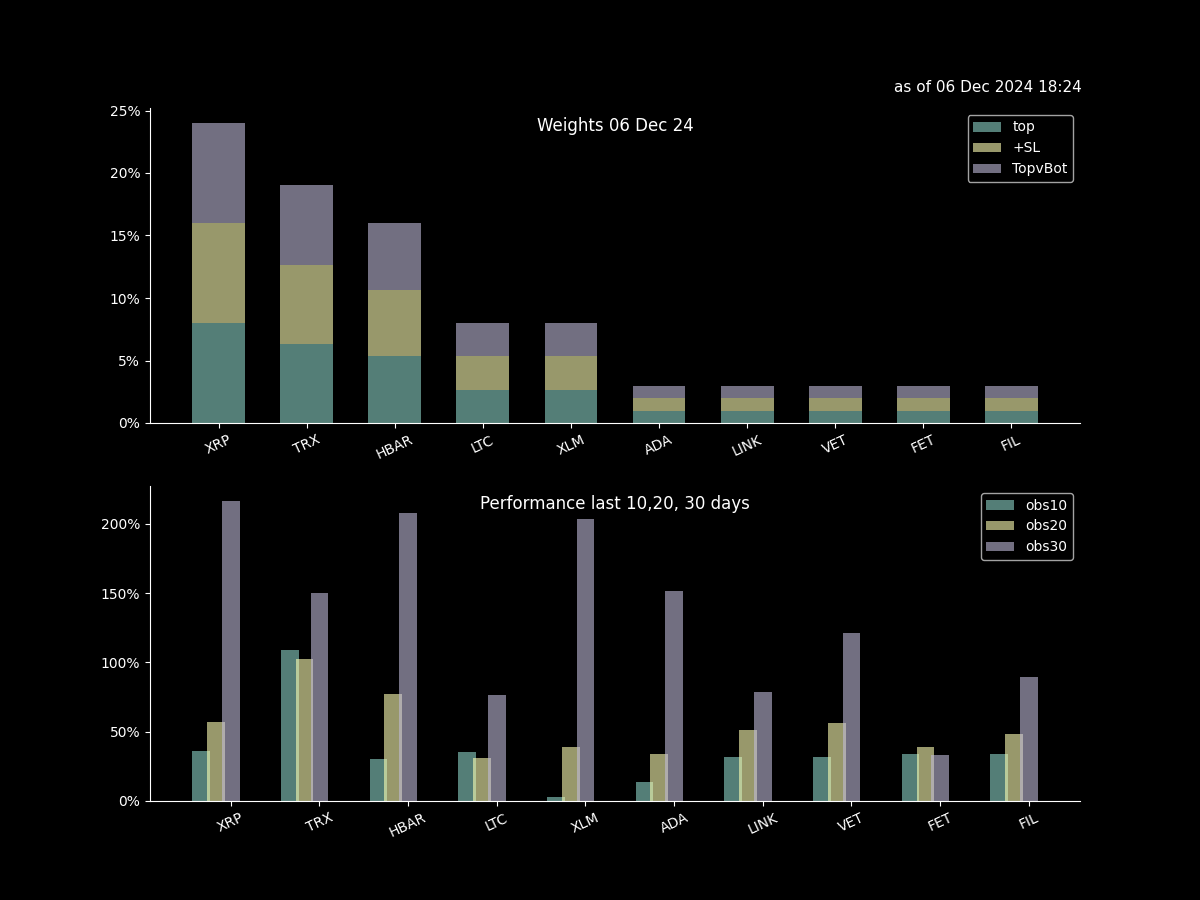 as of 06 Dec 2024 18:24
Weights 06 Dec 24
25%
20%
15%
10%
5%
0%
top
+SL
TopvBot
XRP TRX HBAR LTC XLM ADA LINK VET FET FIL
Performance last 10,20, 30 days
200%
150%
100%
50%
0%
obs10
obs20
obs30
XRP TRX HBAR LTC XLM ADA LINK VET FET FIL